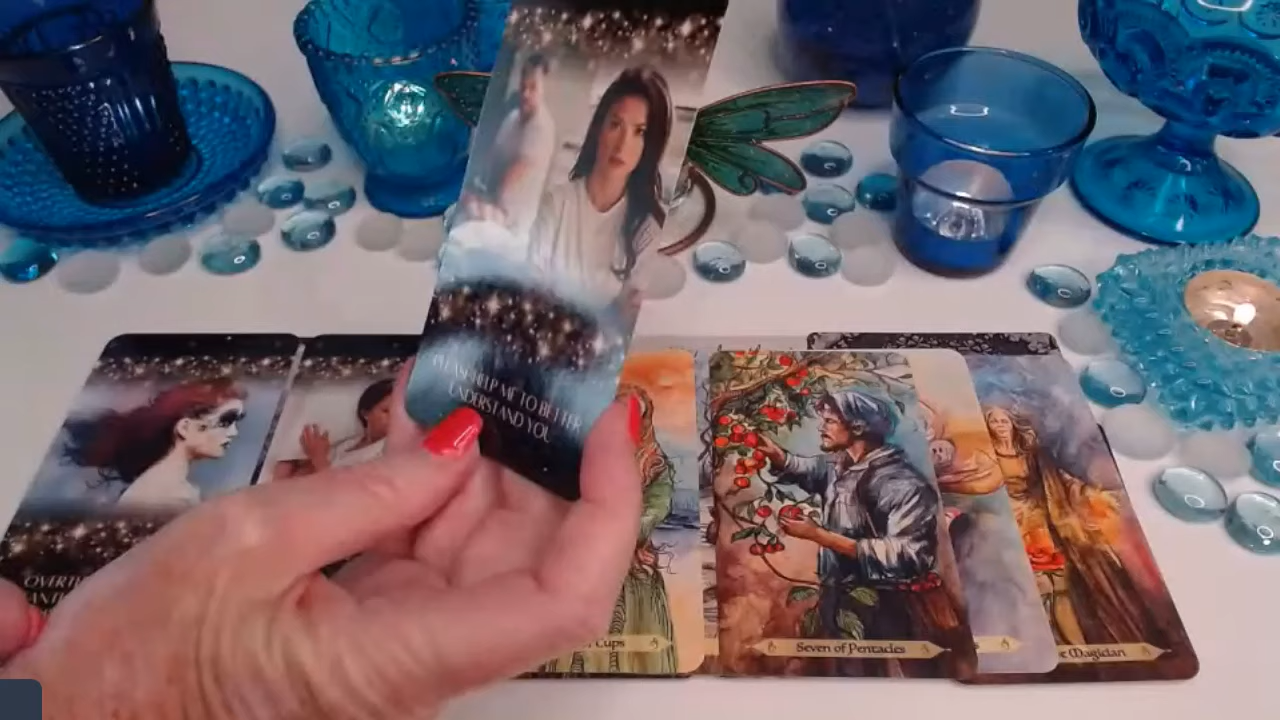 PLEASE HELP ME TO BETTER
UNDERSTAND YOU
Cups
Seven of Pentacles
Magician